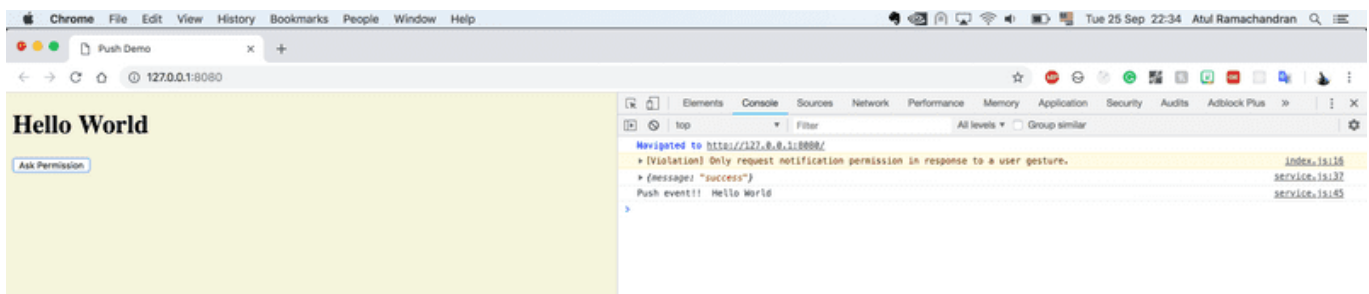 Chrome File Edit View History Bookmarks People Window Help Tue 25 Sep 22:34 Atul Ramachandran
Push Demo
127.0.0.1:8080
Hello World
Ask Permission
Elements Console Sources Network Performance Memory Application Security Audits Adblock Plus »
top Filter All levels Group similar
Navigated to http://127.0.0.1:8080/
[Violation] Only request notification permission in response to a user gesture. index.js:16
{message: "success"} service.js:37
Push event!! Hello World service.js:45
>